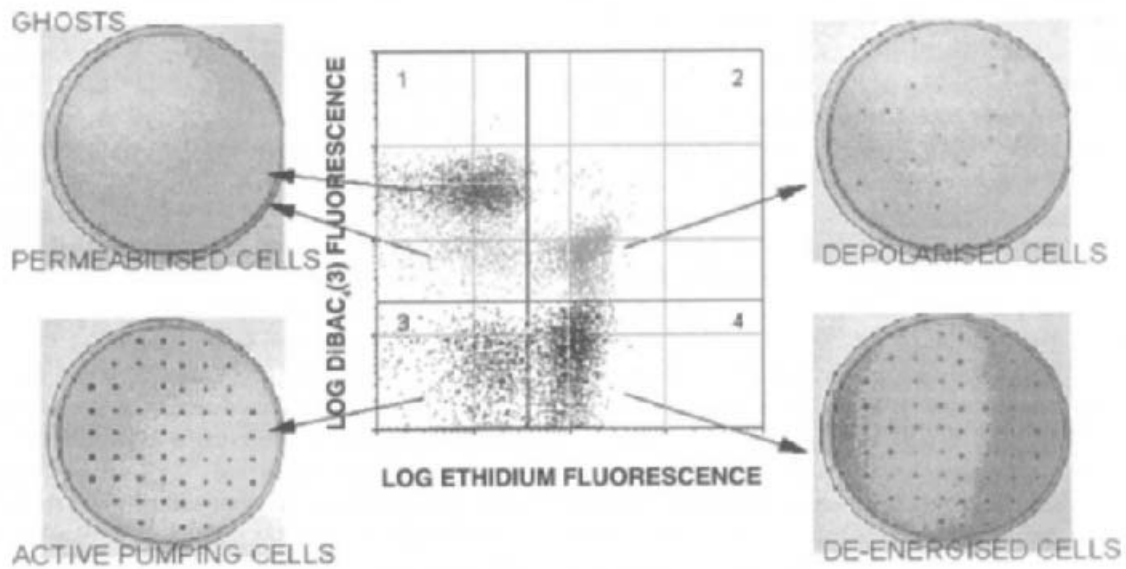 GHOSTS
PERMEABILISED CELLS
ACTIVE PUMPING CELLS
LOG DIBAC₄(3) FLUORESCENCE
1
2
3
4
LOG ETHIDIUM FLUORESCENCE
DEPOLARISED CELLS
DE-ENERGISED CELLS